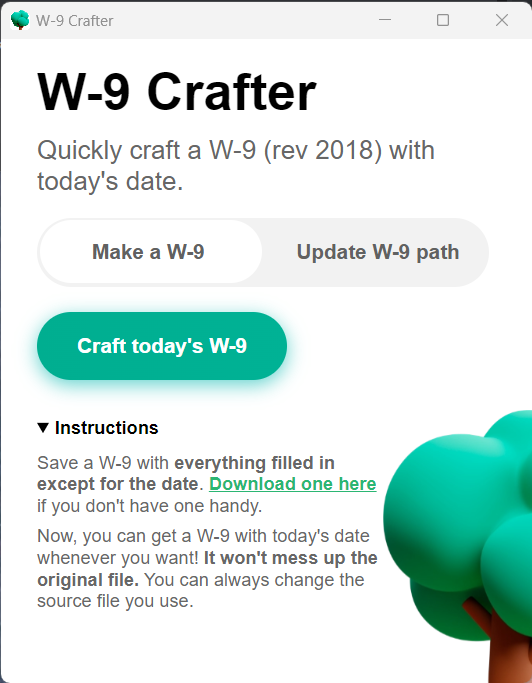 W-9 Crafter
W-9 Crafter
Quickly craft a W-9 (rev 2018) with
today's date.
Make a W-9
Update W-9 path
Craft today's W-9
Instructions
Save a W-9 with everything filled in
except for the date. Download one here
if you don't have one handy.
Now, you can get a W-9 with today's date
whenever you want! It won't mess up the
original file. You can always change the
source file you use.